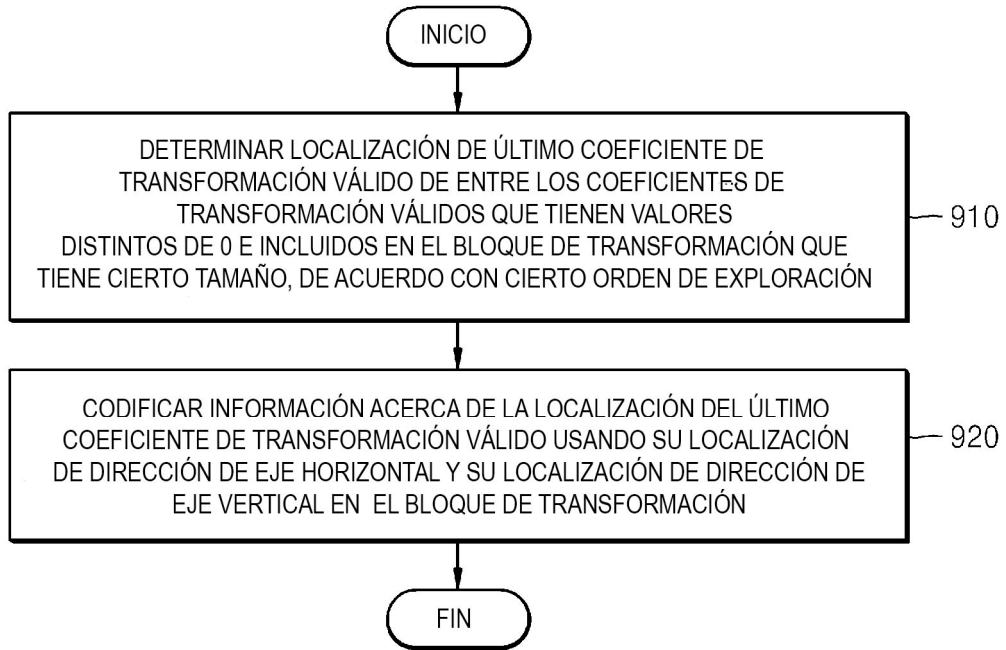 INICIO
DETERMINAR LOCALIZACIÓN DE ÚLTIMO COEFICIENTE DE
TRANSFORMACIÓN VÁLIDO DE ENTRE LOS COEFICIENTES DE
TRANSFORMACIÓN VÁLIDOS QUE TIENEN VALORES
DISTINTOS DE 0 E INCLUIDOS EN EL BLOQUE DE TRANSFORMACIÓN QUE
TIENE CIERTO TAMAÑO, DE ACUERDO CON CIERTO ORDEN DE EXPLORACIÓN
910
CODIFICAR INFORMACIÓN ACERCA DE LA LOCALIZACIÓN DEL ÚLTIMO
COEFICIENTE DE TRANSFORMACIÓN VÁLIDO USANDO SU LOCALIZACIÓN
DE DIRECCIÓN DE EJE HORIZONTAL Y SU LOCALIZACIÓN DE DIRECCIÓN DE
EJE VERTICAL EN EL BLOQUE DE TRANSFORMACIÓN
920
FIN